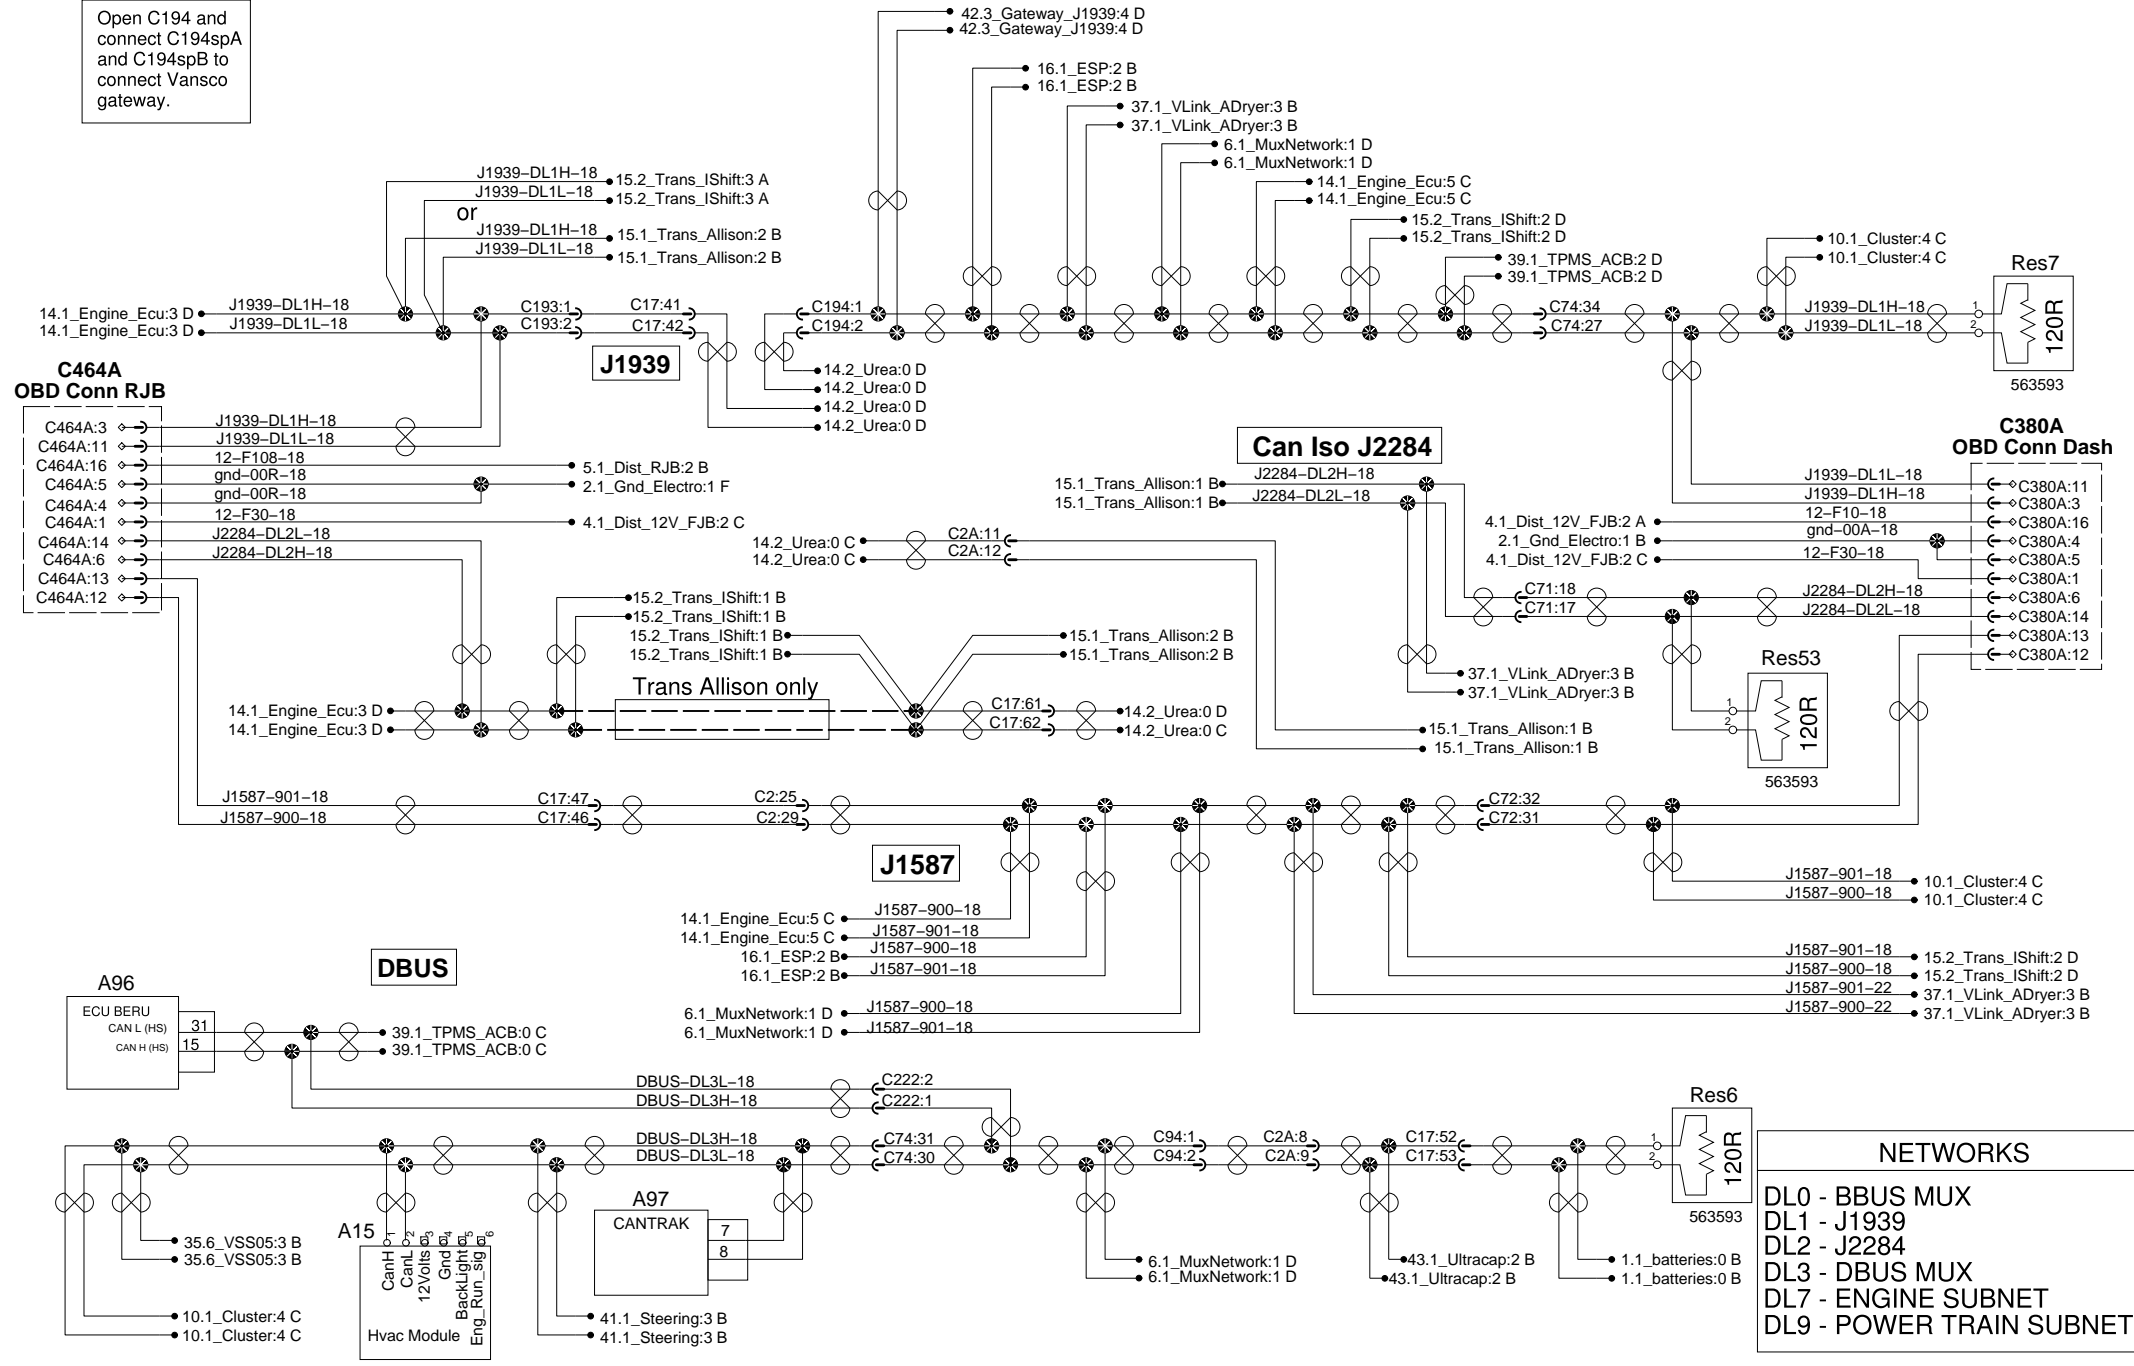 Open C194 and
connect C194spA
and C194spB to
connect Vansco
gateway.
42.3_Gateway_J1939:4 D
42.3_Gateway_J1939:4 D
16.1_ESP:2 B
16.1_ESP:2 B
37.1_VLink_ADryer:3 B
37.1_VLink_ADryer:3 B
6.1_MuxNetwork:1 D
6.1_MuxNetwork:1 D
14.1_Engine_Ecu:5 C
14.1_Engine_Ecu:5 C
15.2_Trans_IShift:2 D
15.2_Trans_IShift:2 D
39.1_TPMS_ACB:2 D
39.1_TPMS_ACB:2 D
10.1_Cluster:4 C
10.1_Cluster:4 C
J1939-DL1H-18 15.2_Trans_IShift:3 A
J1939-DL1L-18 15.2_Trans_IShift:3 A
or
J1939-DL1H-18 15.1_Trans_Allison:2 B
J1939-DL1L-18 15.1_Trans_Allison:2 B
14.1_Engine_Ecu:3 D J1939-DL1H-18 C193:1 C17:41 C194:1 C74:34 J1939-DL1H-18 1
14.1_Engine_Ecu:3 D J1939-DL1L-18 C193:2 C17:42 C194:2 C74:27 J1939-DL1L-18 2
Res7
120R
563593
J1939
14.2_Urea:0 D
14.2_Urea:0 D
14.2_Urea:0 D
14.2_Urea:0 D
C464A
OBD Conn RJB
C464A:3 J1939-DL1H-18
C464A:11 J1939-DL1L-18
C464A:16 12-F108-18 5.1_Dist_RJB:2 B
C464A:5 gnd-00R-18 2.1_Gnd_Electro:1 F
C464A:4 gnd-00R-18
C464A:1 12-F30-18 4.1_Dist_12V_FJB:2 C
C464A:14 J2284-DL2L-18
C464A:6 J2284-DL2H-18
C464A:13
C464A:12
Can Iso J2284
15.1_Trans_Allison:1 B J2284-DL2H-18
15.1_Trans_Allison:1 B J2284-DL2L-18
14.2_Urea:0 C C2A:11
14.2_Urea:0 C C2A:12
C380A
OBD Conn Dash
J1939-DL1L-18 C380A:11
J1939-DL1H-18 C380A:3
4.1_Dist_12V_FJB:2 A 12-F10-18 C380A:16
2.1_Gnd_Electro:1 B gnd-00A-18 C380A:4
4.1_Dist_12V_FJB:2 C 12-F30-18 C380A:5
C380A:1
C71:18 J2284-DL2H-18 C380A:6
C71:17 J2284-DL2L-18 C380A:14
C380A:13
C380A:12
15.2_Trans_IShift:1 B
15.2_Trans_IShift:1 B
15.2_Trans_IShift:1 B 15.1_Trans_Allison:2 B
15.2_Trans_IShift:1 B 15.1_Trans_Allison:2 B
37.1_VLink_ADryer:3 B
37.1_VLink_ADryer:3 B
Res53
1
2
120R
563593
Trans Allison only
14.1_Engine_Ecu:3 D C17:61 14.2_Urea:0 D
14.1_Engine_Ecu:3 D C17:62 14.2_Urea:0 C
15.1_Trans_Allison:1 B
15.1_Trans_Allison:1 B
J1587-901-18 C17:47 C2:25 C72:32
J1587-900-18 C17:46 C2:29 C72:31
J1587
J1587-901-18 10.1_Cluster:4 C
J1587-900-18 10.1_Cluster:4 C
14.1_Engine_Ecu:5 C J1587-900-18
14.1_Engine_Ecu:5 C J1587-901-18
16.1_ESP:2 B J1587-900-18
16.1_ESP:2 B J1587-901-18
6.1_MuxNetwork:1 D J1587-900-18
6.1_MuxNetwork:1 D J1587-901-18
J1587-901-18 15.2_Trans_IShift:2 D
J1587-900-18 15.2_Trans_IShift:2 D
J1587-901-22 37.1_VLink_ADryer:3 B
J1587-900-22 37.1_VLink_ADryer:3 B
DBUS
A96
ECU BERU
CAN L (HS) 31 39.1_TPMS_ACB:0 C
CAN H (HS) 15 39.1_TPMS_ACB:0 C
DBUS-DL3L-18 C222:2
DBUS-DL3H-18 C222:1
DBUS-DL3H-18 C74:31 C94:1 C2A:8 C17:52 1
DBUS-DL3L-18 C74:30 C94:2 C2A:9 C17:53 2
Res6
120R
563593
35.6_VSS05:3 B
35.6_VSS05:3 B
10.1_Cluster:4 C
10.1_Cluster:4 C
A15
1 2 3 4 5 6
CanH
CanL
12Volts
Gnd
BackLight
Eng_Run_sig
Hvac Module
A97
CANTRAK
7
8
41.1_Steering:3 B
41.1_Steering:3 B
6.1_MuxNetwork:1 D
6.1_MuxNetwork:1 D
43.1_Ultracap:2 B
43.1_Ultracap:2 B
1.1_batteries:0 B
1.1_batteries:0 B
NETWORKS
DL0 - BBUS MUX
DL1 - J1939
DL2 - J2284
DL3 - DBUS MUX
DL7 - ENGINE SUBNET
DL9 - POWER TRAIN SUBNET